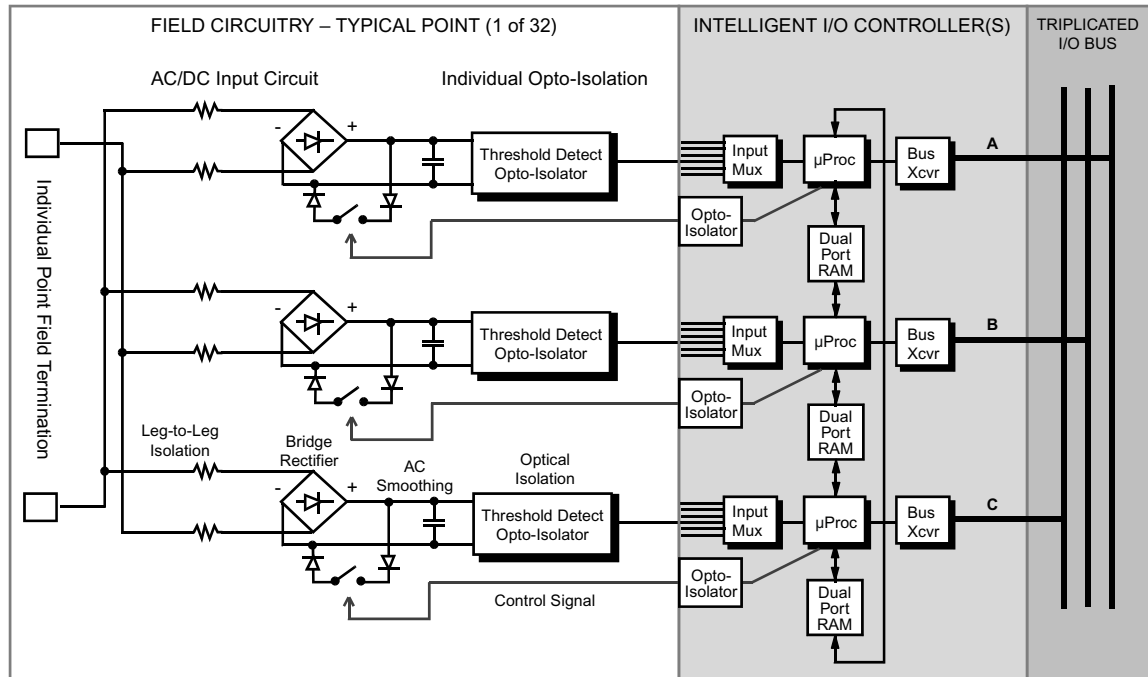 FIELD CIRCUITRY – TYPICAL POINT (1 of 32)
INTELLIGENT I/O CONTROLLER(S)
TRIPLICATED
I/O BUS
AC/DC Input Circuit
Individual Opto-Isolation
Individual Point Field Termination
- +
Threshold Detect
Opto-Isolator
Input
Mux
µProc
Bus
Xcvr
A
Opto-
Isolator
Dual
Port
RAM
- +
Threshold Detect
Opto-Isolator
Input
Mux
µProc
Bus
Xcvr
B
Opto-
Isolator
Dual
Port
RAM
Leg-to-Leg
Isolation
Bridge
Rectifier
AC
Smoothing
Optical
Isolation
- +
Threshold Detect
Opto-Isolator
Input
Mux
µProc
Bus
Xcvr
C
Opto-
Isolator
Control Signal
Dual
Port
RAM